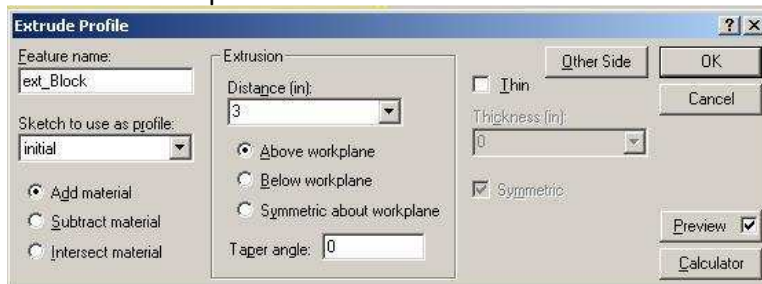 Extrude Profile
Feature name:
ext_Block
Sketch to use as profile:
initial
Add material
Subtract material
Intersect material
Extrusion
Distance (in):
3
Above workplane
Below workplane
Symmetric about workplane
Taper angle: 0
Other Side
Thin
Thickness (in):
0
Symmetric
OK
Cancel
Preview
Calculator